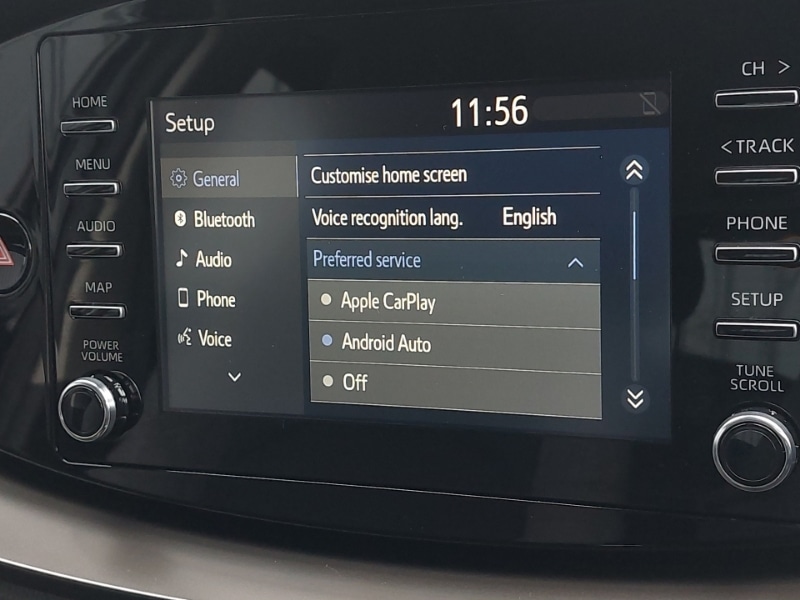 HOME
MENU
AUDIO
MAP
POWER
VOLUME
Setup
11:56
General
Bluetooth
Audio
Phone
Voice
Customise home screen
Voice recognition lang. English
Preferred service
Apple CarPlay
Android Auto
Off
CH >
< TRACK
PHONE
SETUP
TUNE
SCROLL